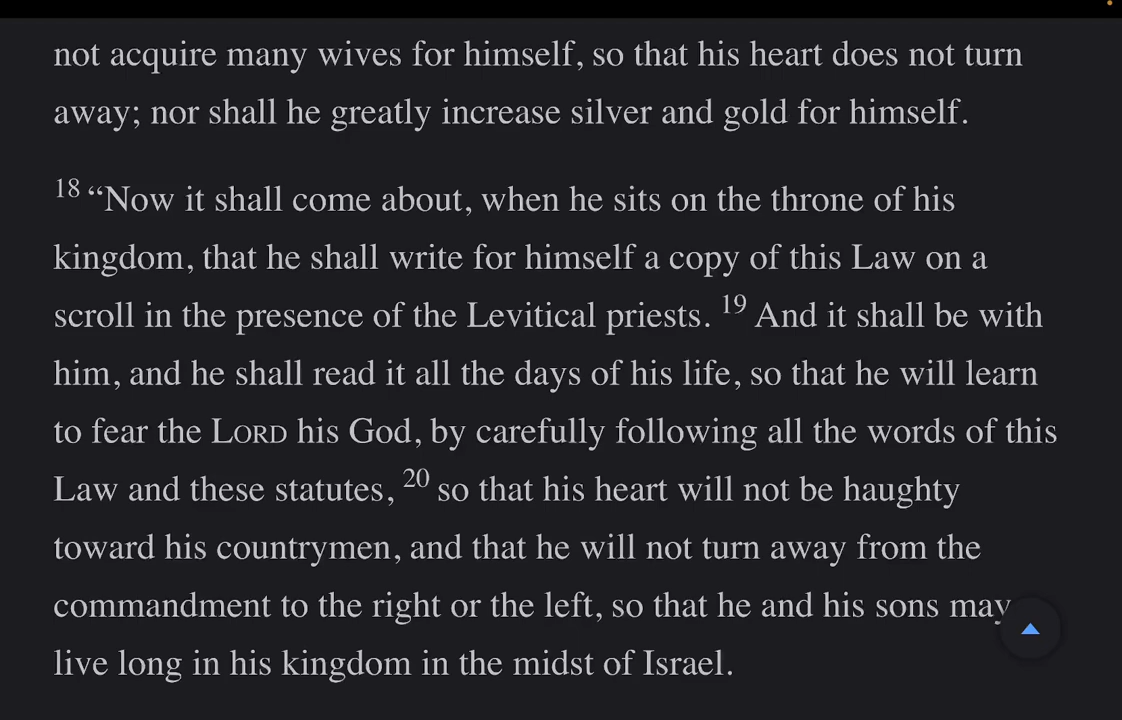 not acquire many wives for himself, so that his heart does not turn
away; nor shall he greatly increase silver and gold for himself.
18 “Now it shall come about, when he sits on the throne of his
kingdom, that he shall write for himself a copy of this Law on a
scroll in the presence of the Levitical priests. 19 And it shall be with
him, and he shall read it all the days of his life, so that he will learn
to fear the LORD his God, by carefully following all the words of this
Law and these statutes, 20 so that his heart will not be haughty
toward his countrymen, and that he will not turn away from the
commandment to the right or the left, so that he and his sons may
live long in his kingdom in the midst of Israel.